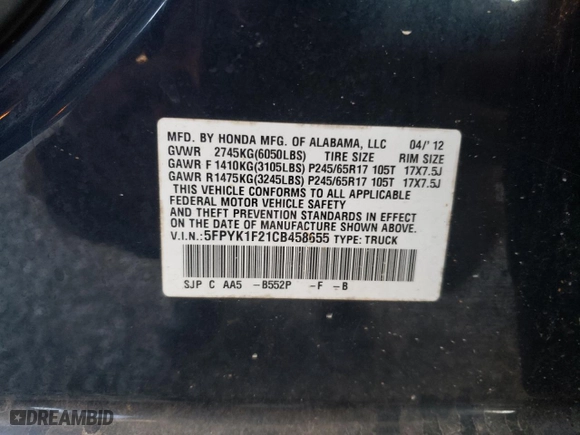 MFD. BY HONDA MFG. OF ALABAMA, LLC 04/'12
GVWR 2745KG(6050LBS) TIRE SIZE RIM SIZE
GAWR F 1410KG(3105LBS) P245/65R17 105T 17X7.5J
GAWR R 1475KG(3245LBS) P245/65R17 105T 17X7.5J
THIS VEHICLE CONFORMS TO ALL APPLICABLE
FEDERAL MOTOR VEHICLE SAFETY
AND THEFT PREVENTION STANDARDS IN EFFECT
ON THE DATE OF MANUFACTURE SHOWN ABOVE.
V.I.N.: 5FPYK1F21CB458655 TYPE: TRUCK
SJP C AA5 –B552P –F –B
DREAMBID